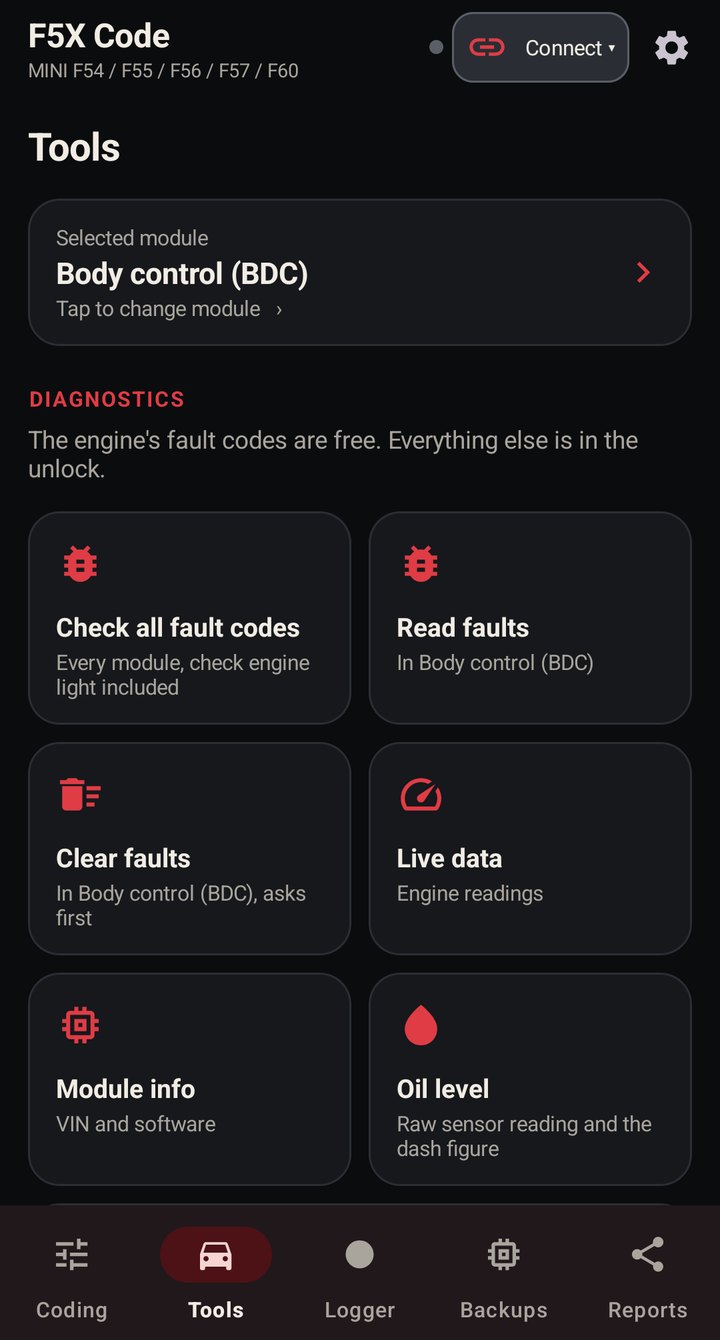 F5X Code
MINI F54 / F55 / F56 / F57 / F60
Connect ▾
Tools
Selected module
Body control (BDC)
Tap to change module ›
DIAGNOSTICS
The engine's fault codes are free. Everything else is in the
unlock.
Check all fault codes
Every module, check engine
light included
Read faults
In Body control (BDC)
Clear faults
In Body control (BDC), asks
first
Live data
Engine readings
Module info
VIN and software
Oil level
Raw sensor reading and the
dash figure
Coding
Tools
Logger
Backups
Reports